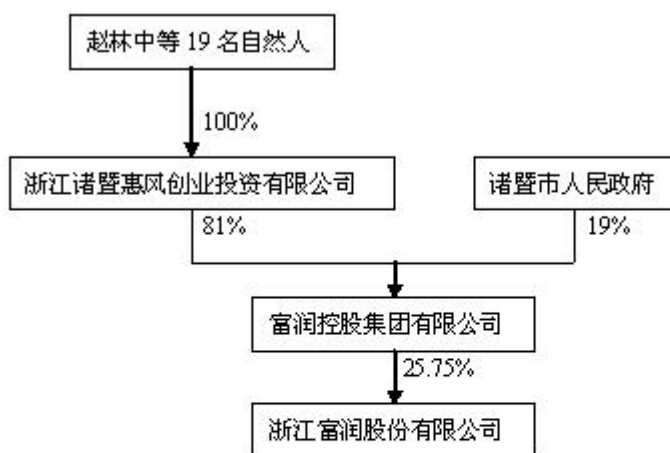 赵林中等 19 名自然人
100%
浙江诸暨惠风创业投资有限公司
诸暨市人民政府
81%
19%
富润控股集团有限公司
25.75%
浙江富润股份有限公司